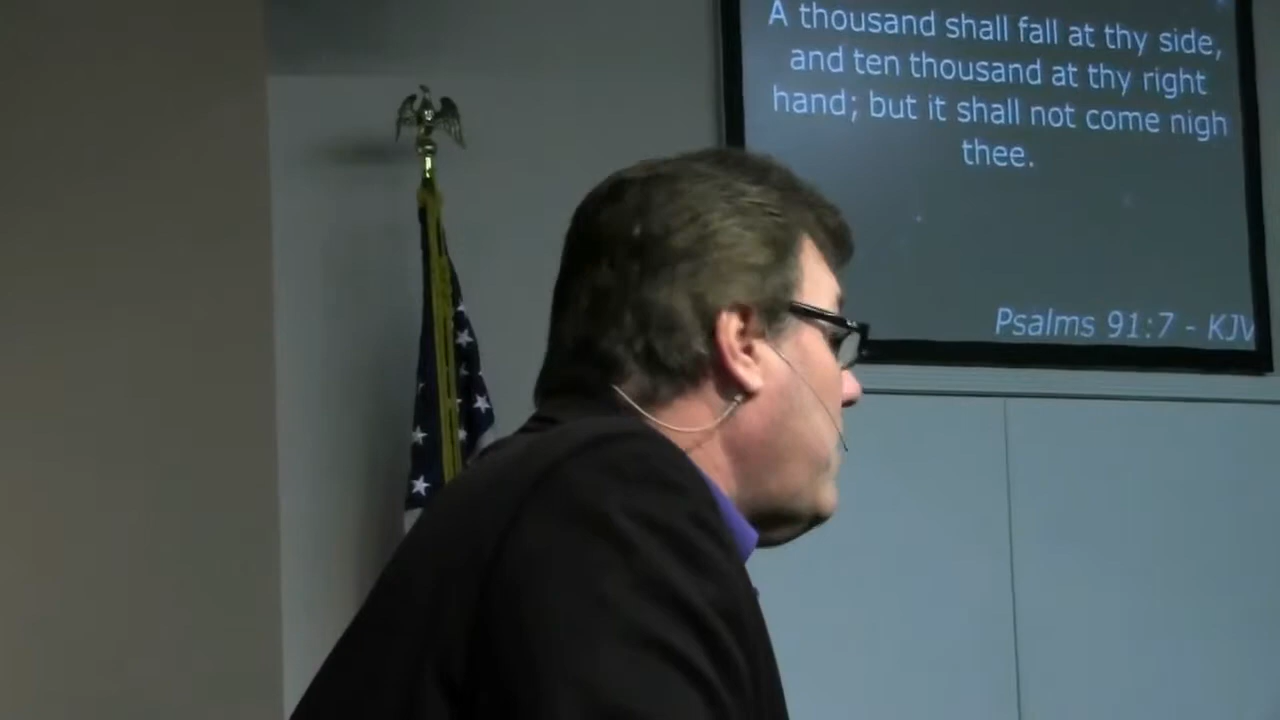 A thousand shall fall at thy side,
and ten thousand at thy right
hand; but it shall not come nigh
thee.
Psalms 91:7 - KJV